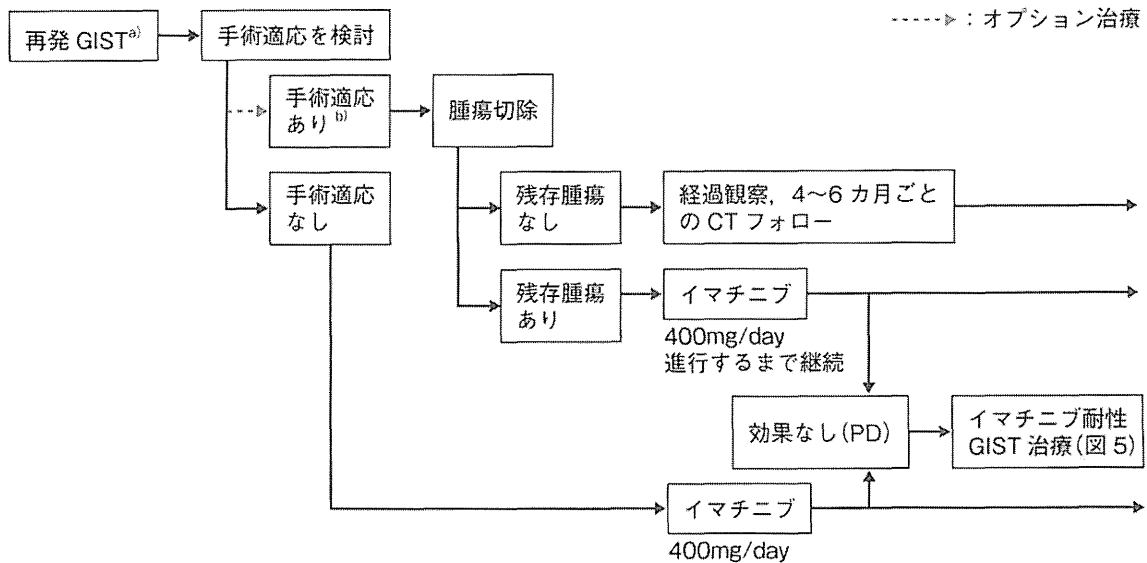 : オプション治療
再発 GIST a)
手術適応を検討
手術適応
あり b)
腫瘍切除
手術適応
なし
残存腫瘍
なし
経過観察，4〜6 カ月ごと
の CT フォロー
残存腫瘍
あり
イマチニブ
400mg/day
進行するまで継続
効果なし(PD)
イマチニブ耐性
GIST 治療(図 5)
イマチニブ
400mg/day